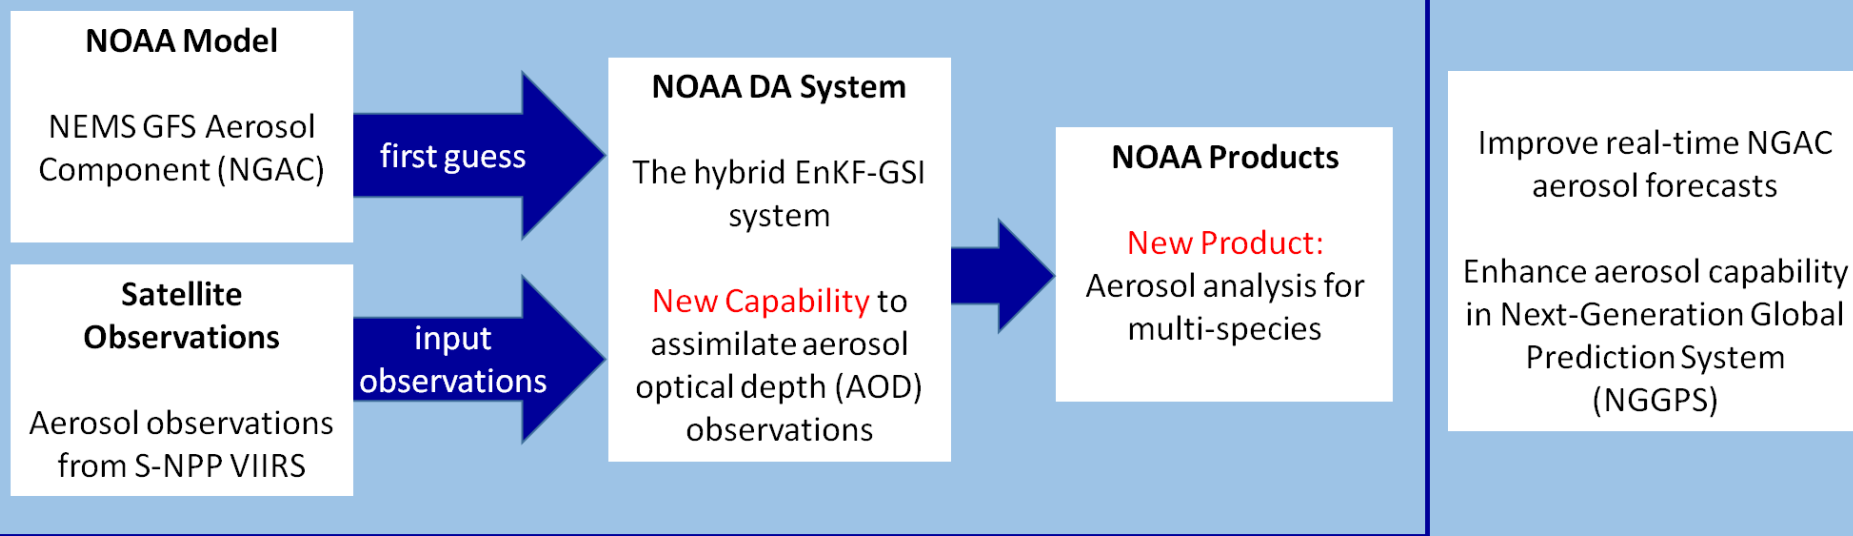 NOAA Model
NEMS GFS Aerosol
Component (NGAC)
first guess
Satellite
Observations
Aerosol observations
from S-NPP VIIRS
input
observations
NOAA DA System
The hybrid EnKF-GSI
system
New Capability to
assimilate aerosol
optical depth (AOD)
observations
NOAA Products
New Product:
Aerosol analysis for
multi-species
Improve real-time NGAC
aerosol forecasts
Enhance aerosol capability
in Next-Generation Global
Prediction System
(NGGPS)